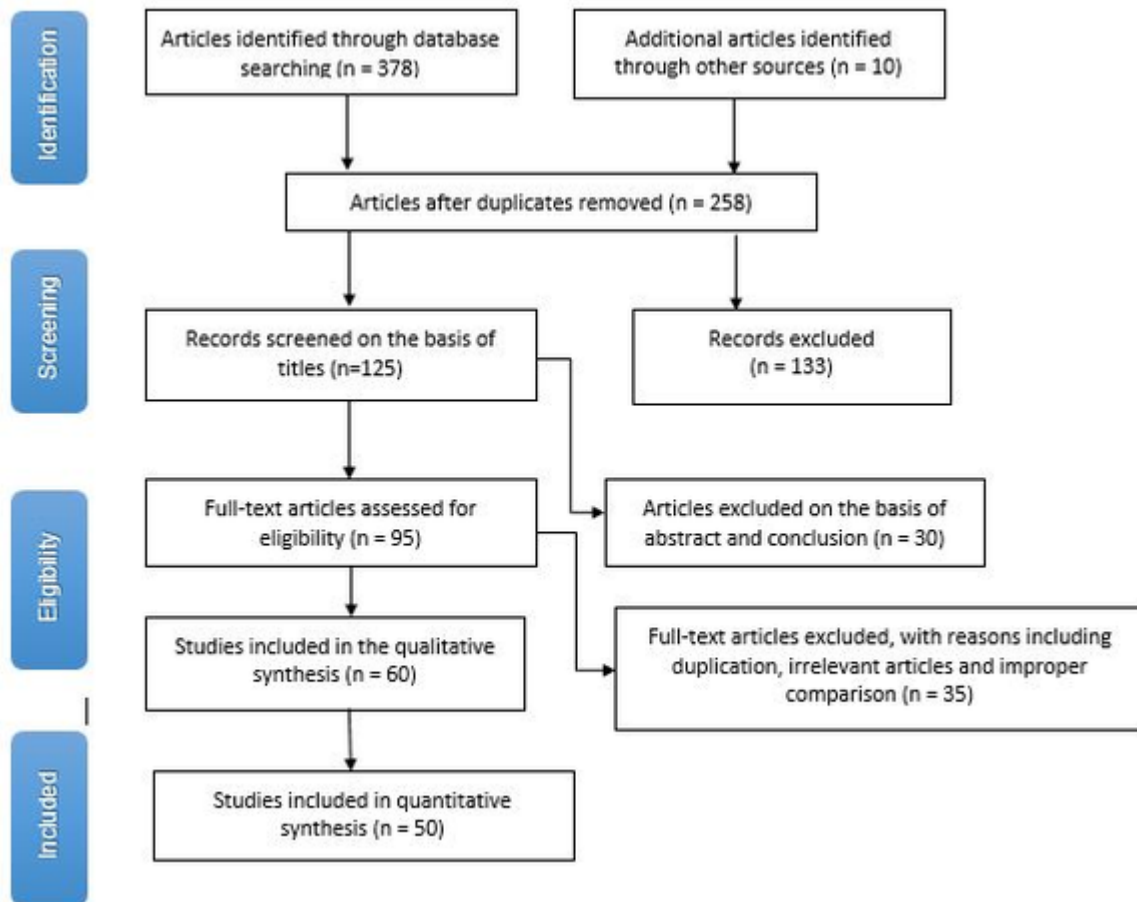 Identification
Articles identified through database
searching (n = 378)
Additional articles identified
through other sources (n = 10)
Articles after duplicates removed (n = 258)
Screening
Records screened on the basis of
titles (n=125)
Records excluded
(n = 133)
Eligibility
Full-text articles assessed for
eligibility (n = 95)
Articles excluded on the basis of
abstract and conclusion (n = 30)
Studies included in the qualitative
synthesis (n = 60)
Full-text articles excluded, with reasons including
duplication, irrelevant articles and improper
comparison (n = 35)
Included
Studies included in quantitative
synthesis (n = 50)